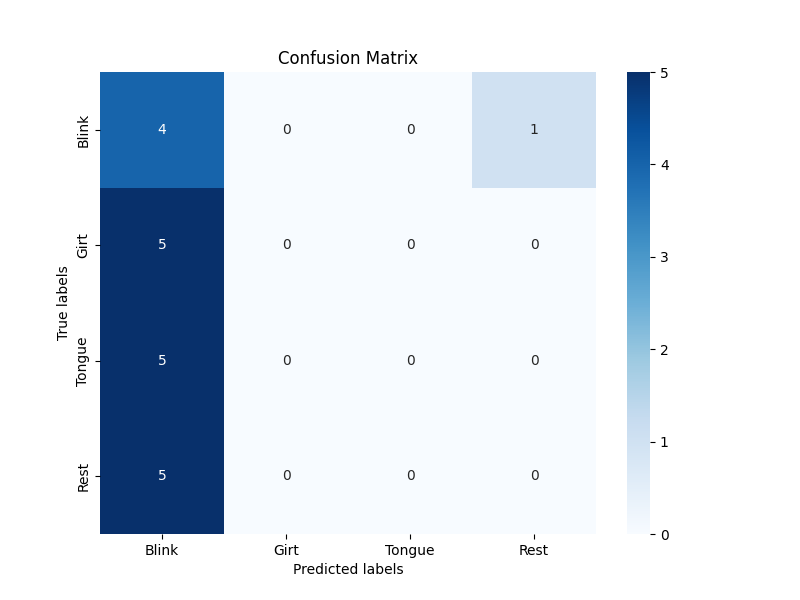 Confusion Matrix
True labels
Blink
4 0 0 1
Girt
5 0 0 0
Tongue
5 0 0 0
Rest
5 0 0 0
Blink Girt Tongue Rest
Predicted labels
5
4
3
2
1
0